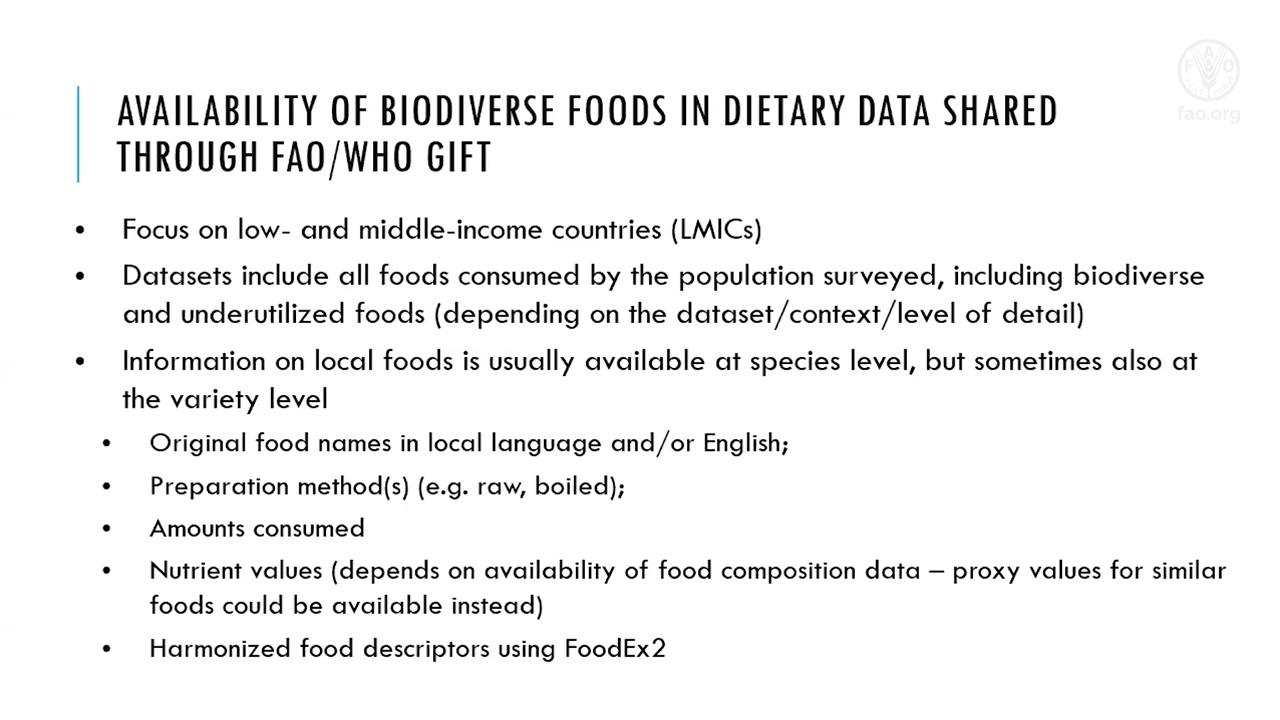 AVAILABILITY OF BIODIVERSE FOODS IN DIETARY DATA SHARED
THROUGH FAO/WHO GIFT
• Focus on low- and middle-income countries (LMICs)
• Datasets include all foods consumed by the population surveyed, including biodiverse
and underutilized foods (depending on the dataset/context/level of detail)
• Information on local foods is usually available at species level, but sometimes also at
the variety level
• Original food names in local language and/or English;
• Preparation method(s) (e.g. raw, boiled);
• Amounts consumed
• Nutrient values (depends on availability of food composition data – proxy values for similar
foods could be available instead)
• Harmonized food descriptors using FoodEx2
F A O
fao.org